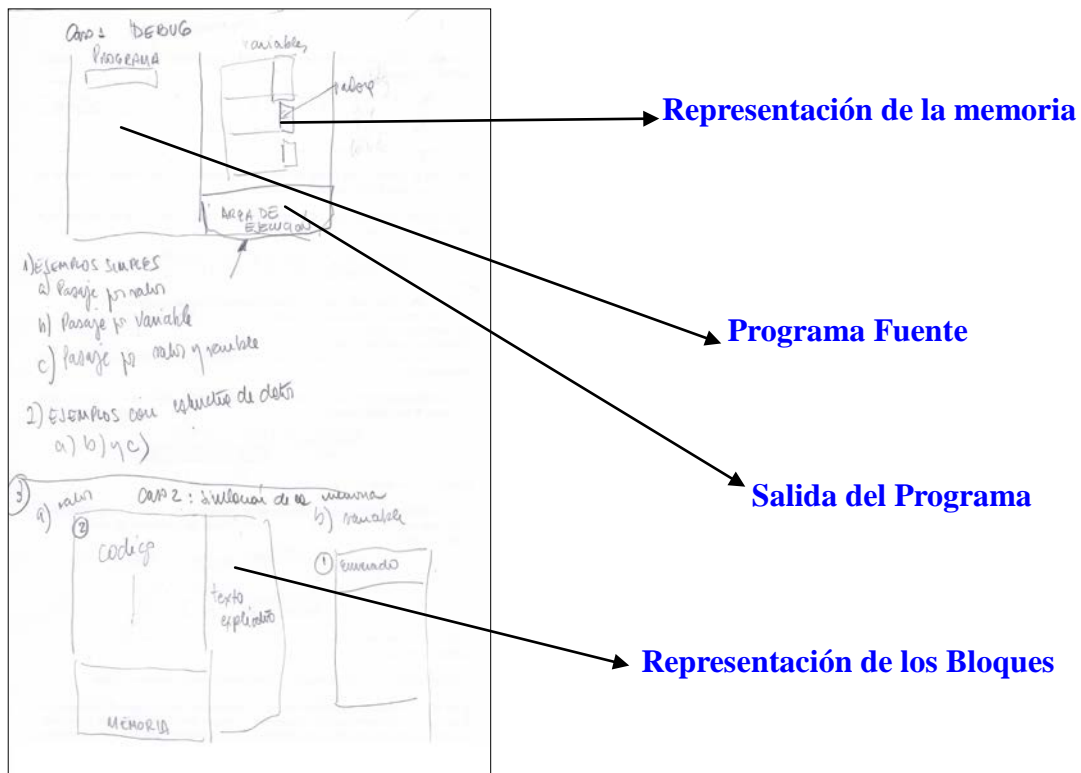 Caso 1 DEBUG
PROGRAMA
variables
valores
AREA DE
EJECUCION
1) EJEMPLOS SIMPLES
a) Pasaje por valor
b) Pasaje por Variable
c) Pasaje por valor y variable
2) EJEMPLOS con estructura de datos
a) b) y c)
3)
a) valor
Caso 2: Simulación de memoria
b) variable
2
codigo
texto
explicativo
MEMORIA
1 enunciado
Representación de la memoria
Programa Fuente
Salida del Programa
Representación de los Bloques